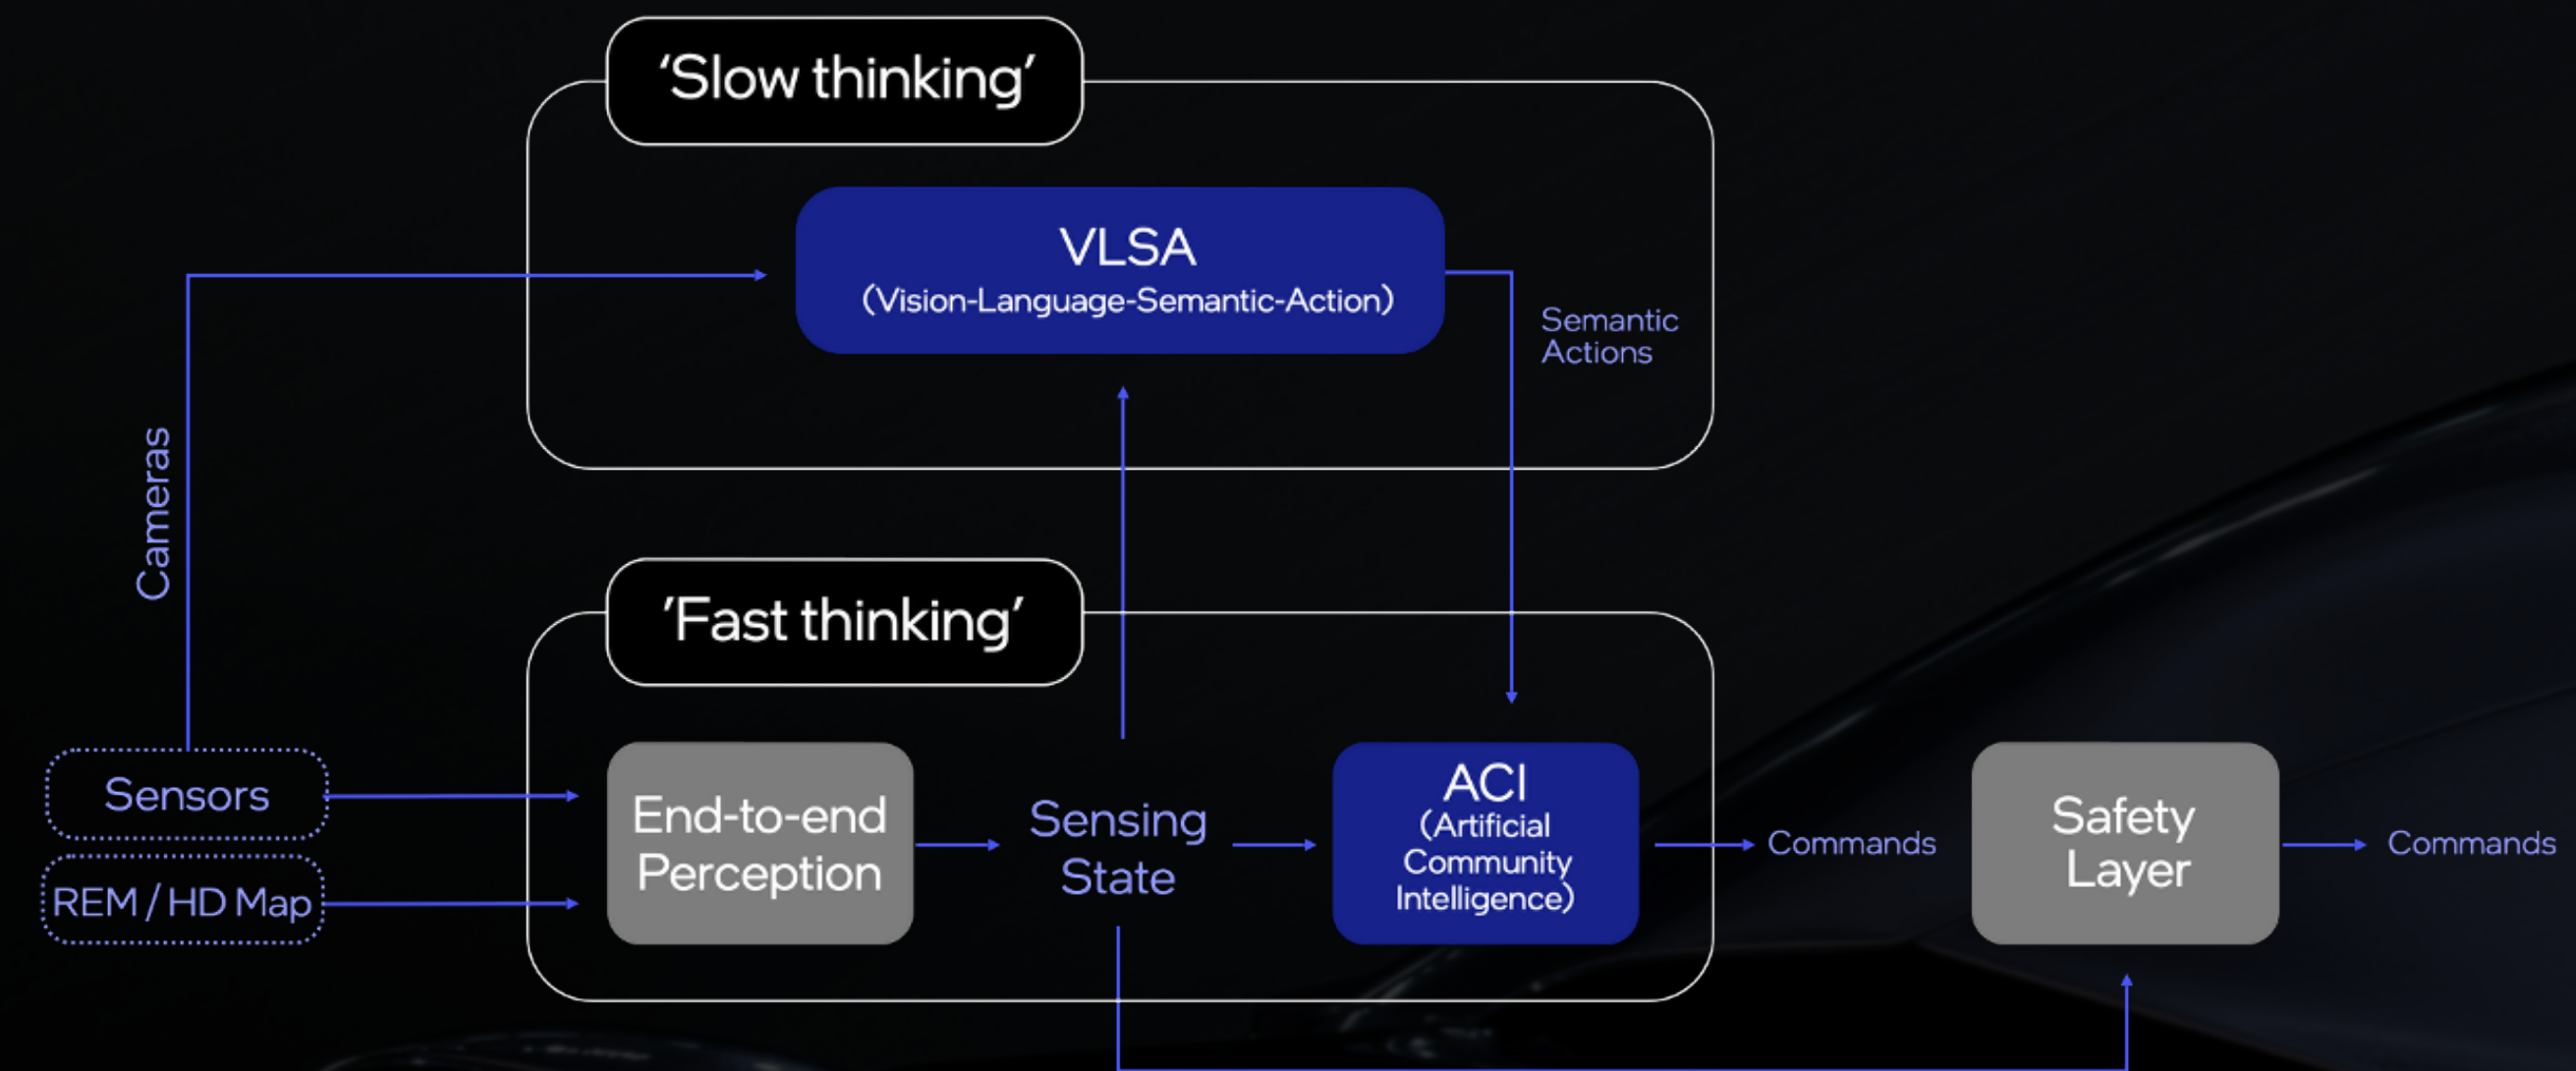 ‘Slow thinking’
VLSA
(Vision-Language-Semantic-Action)
Semantic
Actions
Cameras
‘Fast thinking’
Sensors
REM / HD Map
End-to-end
Perception
Sensing
State
ACI
(Artificial
Community
Intelligence)
Commands
Safety
Layer
Commands